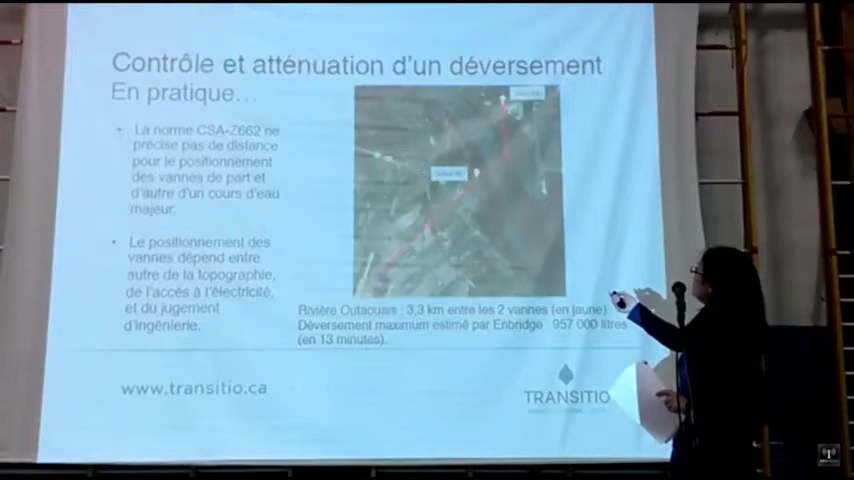 Contrôle et atténuation d'un déversement
En pratique...
• La norme CSA-Z662 ne
précise pas de distance
pour le positionnement
des vannes de part et
d'autre d'un cours d'eau
majeur.
• Le positionnement des
vannes dépend entre
autre de la topographie,
de l'accès à l'électricité,
et du jugement
d'ingénierie.
Rivière Outaouais : 3,3 km entre les 2 vannes (en jaune)
Déversement maximum estimé par Enbridge : 957 000 litres
(en 13 minutes).
www.transitio.ca
TRANSITIO